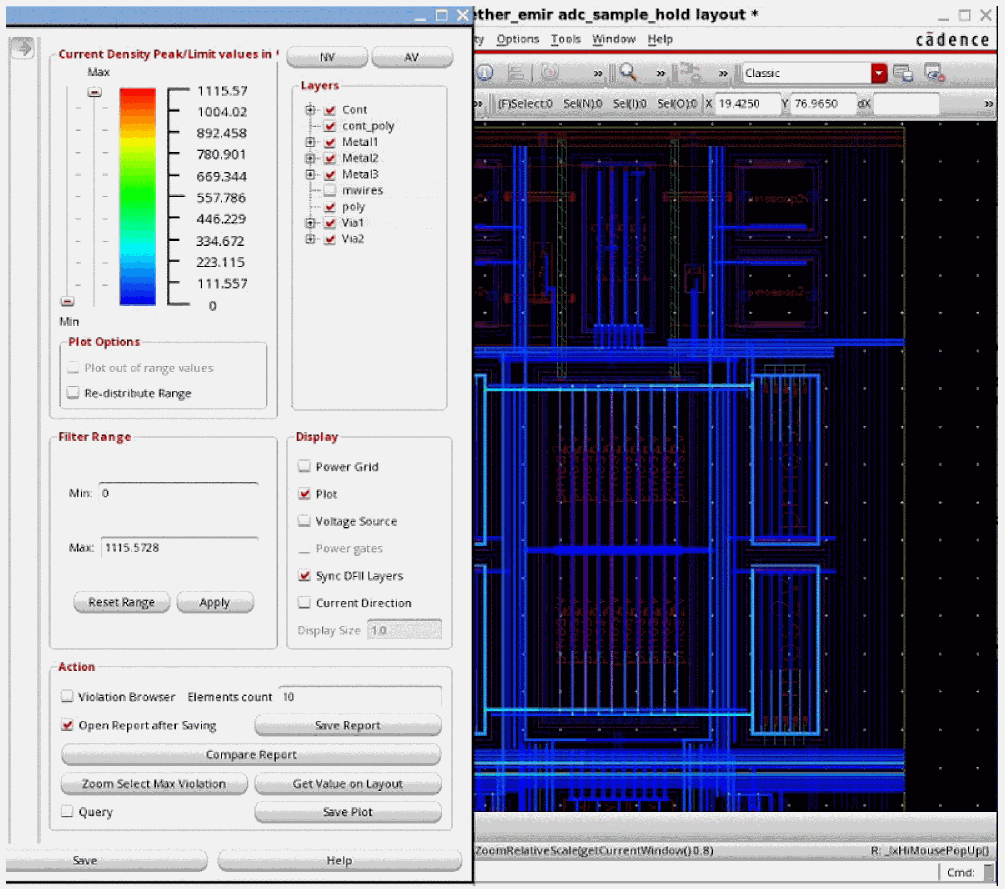 ether_emir adc_sample_hold layout *
ty Options Tools Window Help
cādence
Classic
(F)Select:0 Sel(N):0 Sel(I):0 Sel(O):0 X 19.4250 Y 76.9650 dX
Current Density Peak/Limit values in
Max
1115.57
1004.02
892.458
780.901
669.344
557.786
446.229
334.672
223.115
111.557
0
Min
Plot Options
Plot out of range values
Re-distribute Range
NV AV
Layers
Cont
cont_poly
Metal1
Metal2
Metal3
mwires
poly
Via1
Via2
Filter Range
Min: 0
Max: 1115.5728
Reset Range Apply
Display
Power Grid
Plot
Voltage Source
Power gates
Sync DFII Layers
Current Direction
Display Size 1.0
Action
Violation Browser Elements count 10
Open Report after Saving Save Report
Compare Report
Zoom Select Max Violation Get Value on Layout
Query Save Plot
Save Help
ZoomRelativeScale(getCurrentWindow() 0.8) R: _lxHiMousePopUp()
Cmd: